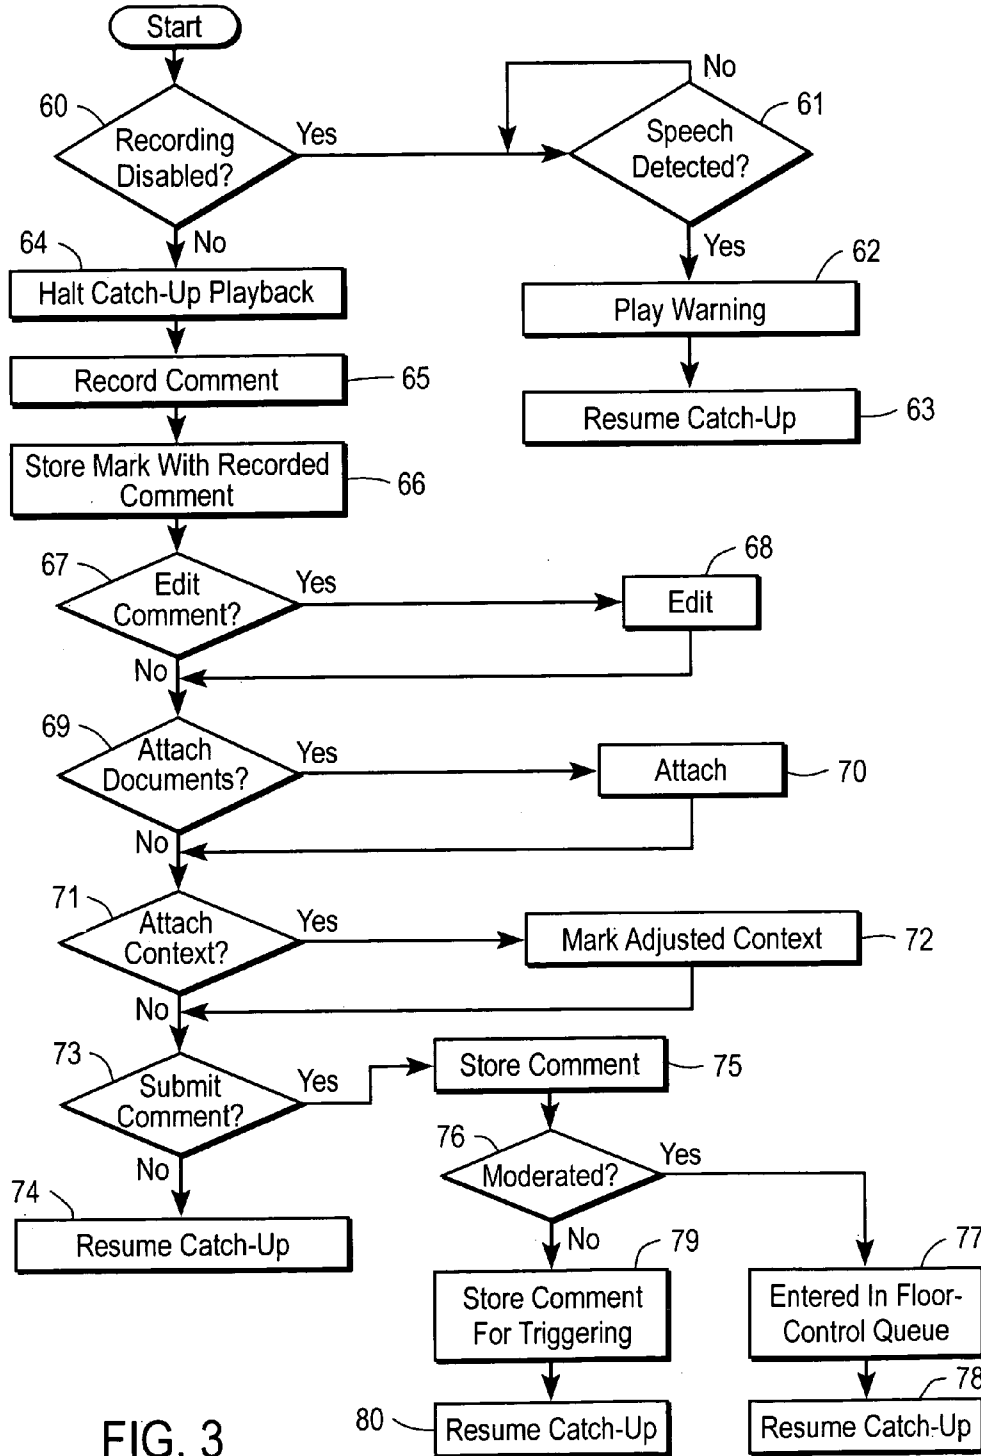 Start
60
Recording
Disabled?
Yes
No
61
Speech
Detected?
No
Yes
62
Play Warning
Resume Catch-Up
63
64
Halt Catch-Up Playback
Record Comment
65
Store Mark With Recorded
Comment
66
67
Edit
Comment?
Yes
No
68
Edit
69
Attach
Documents?
Yes
No
Attach
70
71
Attach
Context?
Yes
No
Mark Adjusted Context
72
73
Submit
Comment?
Yes
No
74
Resume Catch-Up
Store Comment
75
76
Moderated?
Yes
No
79
Store Comment
For Triggering
77
Entered In Floor-
Control Queue
80
Resume Catch-Up
78
Resume Catch-Up
FIG. 3